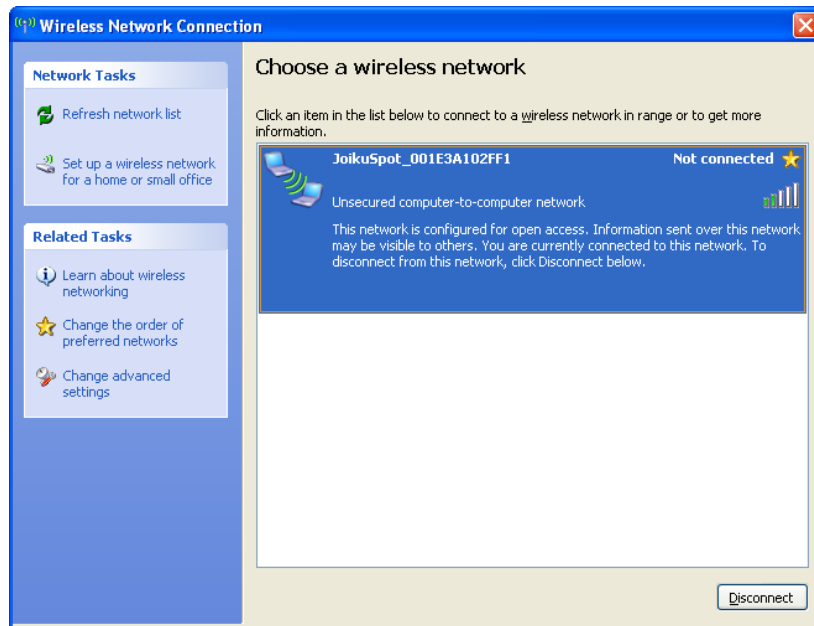 Wireless Network Connection
Network Tasks
Refresh network list
Set up a wireless network
for a home or small office
Related Tasks
Learn about wireless
networking
Change the order of
preferred networks
Change advanced
settings
Choose a wireless network
Click an item in the list below to connect to a wireless network in range or to get more
information.
JoikuSpot_001E3A102FF1 Not connected
Unsecured computer-to-computer network
This network is configured for open access. Information sent over this network
may be visible to others. You are currently connected to this network. To
disconnect from this network, click Disconnect below.
Disconnect